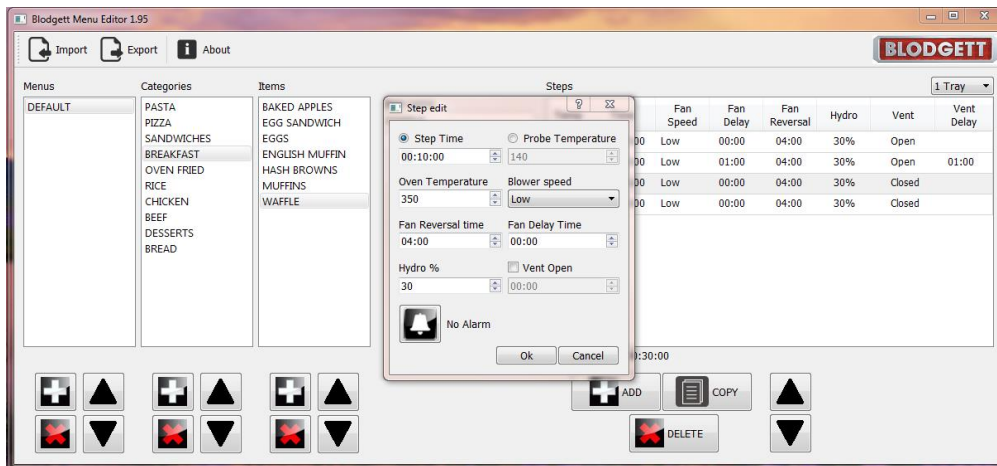 Blodgett Menu Editor 1.95
Import Export i About BLODGETT
Menus Categories Items Steps 1 Tray
DEFAULT
PASTA
PIZZA
SANDWICHES
BREAKFAST
OVEN FRIED
RICE
CHICKEN
BEEF
DESSERTS
BREAD
BAKED APPLES
EGG SANDWICH
EGGS
ENGLISH MUFFIN
HASH BROWNS
MUFFINS
WAFFLE
Step edit ?
Step Time Probe Temperature
00:10:00 140
Oven Temperature Blower speed
350 Low
Fan Reversal time Fan Delay Time
04:00 00:00
Hydro % Vent Open
30 00:00
No Alarm
Ok Cancel
Fan Speed Fan Delay Fan Reversal Hydro Vent Vent Delay
00 Low 00:00 04:00 30% Open
00 Low 01:00 04:00 30% Open 01:00
00 Low 00:00 04:00 30% Closed
00 Low 00:00 04:00 30% Closed
:30:00
ADD COPY
DELETE